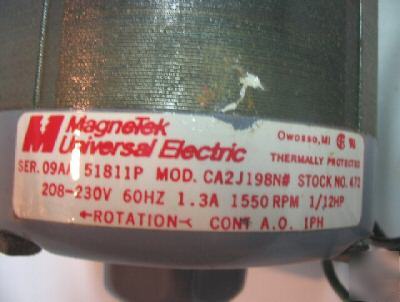 MagneTek
Universal Electric
Owosso, MI
THERMALLY PROTECTED
SER. 09AA 51811P MOD. CA2J198N# STOCK NO. 472
208-230V 60HZ 1.3A 1550 RPM 1/12HP
←ROTATION≺ CONT A.O. 1PH